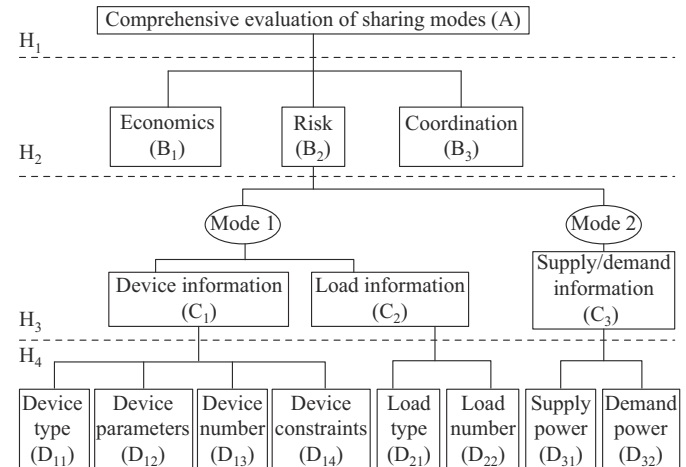 Comprehensive evaluation of sharing modes (A)
H₁
Economics
(B₁)
Risk
(B₂)
Coordination
(B₃)
H₂
Mode 1
Mode 2
Device information
(C₁)
Load information
(C₂)
Supply/demand
information
(C₃)
H₃
H₄
Device
type
(D₁₁)
Device
parameters
(D₁₂)
Device
number
(D₁₃)
Device
constraints
(D₁₄)
Load
type
(D₂₁)
Load
number
(D₂₂)
Supply
power
(D₃₁)
Demand
power
(D₃₂)